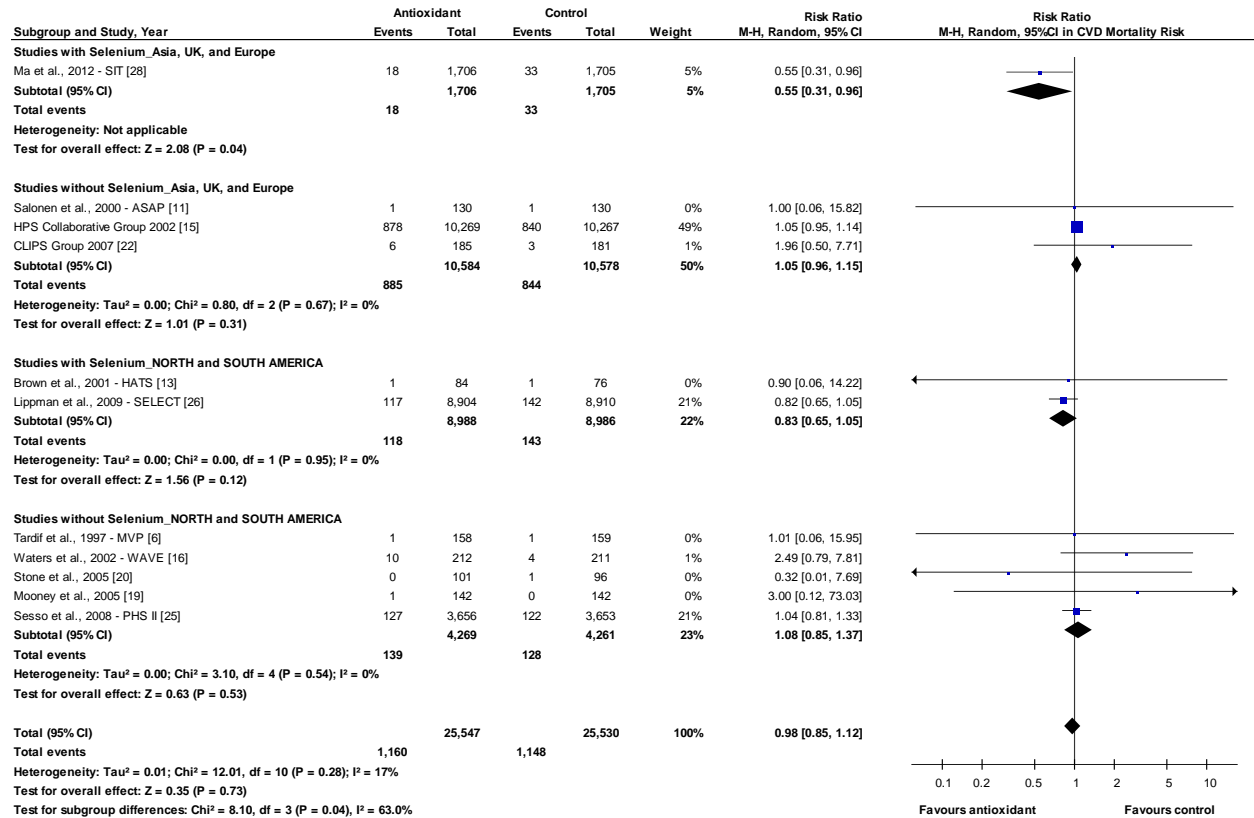 Antioxidant Control Risk Ratio Risk Ratio
Subgroup and Study, Year Events Total Events Total Weight M-H, Random, 95% CI M-H, Random, 95%CI in CVD Mortality Risk
Studies with Selenium_Asia, UK, and Europe
Ma et al., 2012 - SIT [28] 18 1,706 33 1,705 5% 0.55 [0.31, 0.96]
Subtotal (95% CI) 1,706 1,705 5% 0.55 [0.31, 0.96]
Total events 18 33
Heterogeneity: Not applicable
Test for overall effect: Z = 2.08 (P = 0.04)
Studies without Selenium_Asia, UK, and Europe
Salonen et al., 2000 - ASAP [11] 1 130 1 130 0% 1.00 [0.06, 15.82]
HPS Collaborative Group 2002 [15] 878 10,269 840 10,267 49% 1.05 [0.95, 1.14]
CLIPS Group 2007 [22] 6 185 3 181 1% 1.96 [0.50, 7.71]
Subtotal (95% CI) 10,584 10,578 50% 1.05 [0.96, 1.15]
Total events 885 844
Heterogeneity: Tau² = 0.00; Chi² = 0.80, df = 2 (P = 0.67); I² = 0%
Test for overall effect: Z = 1.01 (P = 0.31)
Studies with Selenium_NORTH and SOUTH AMERICA
Brown et al., 2001 - HATS [13] 1 84 1 76 0% 0.90 [0.06, 14.22]
Lippman et al., 2009 - SELECT [26] 117 8,904 142 8,910 21% 0.82 [0.65, 1.05]
Subtotal (95% CI) 8,988 8,986 22% 0.83 [0.65, 1.05]
Total events 118 143
Heterogeneity: Tau² = 0.00; Chi² = 0.00, df = 1 (P = 0.95); I² = 0%
Test for overall effect: Z = 1.56 (P = 0.12)
Studies without Selenium_NORTH and SOUTH AMERICA
Tardif et al., 1997 - MVP [6] 1 158 1 159 0% 1.01 [0.06, 15.95]
Waters et al., 2002 - WAVE [16] 10 212 4 211 1% 2.49 [0.79, 7.81]
Stone et al., 2005 [20] 0 101 1 96 0% 0.32 [0.01, 7.69]
Mooney et al., 2005 [19] 1 142 0 142 0% 3.00 [0.12, 73.03]
Sesso et al., 2008 - PHS II [25] 127 3,656 122 3,653 21% 1.04 [0.81, 1.33]
Subtotal (95% CI) 4,269 4,261 23% 1.08 [0.85, 1.37]
Total events 139 128
Heterogeneity: Tau² = 0.00; Chi² = 3.10, df = 4 (P = 0.54); I² = 0%
Test for overall effect: Z = 0.63 (P = 0.53)
Total (95% CI) 25,547 25,530 100% 0.98 [0.85, 1.12]
Total events 1,160 1,148
Heterogeneity: Tau² = 0.01; Chi² = 12.01, df = 10 (P = 0.28); I² = 17%
Test for overall effect: Z = 0.35 (P = 0.73)
0.1 0.2 0.5 1 2 5 10
Test for subgroup differences: Chi² = 8.10, df = 3 (P = 0.04), I² = 63.0% Favours antioxidant Favours control